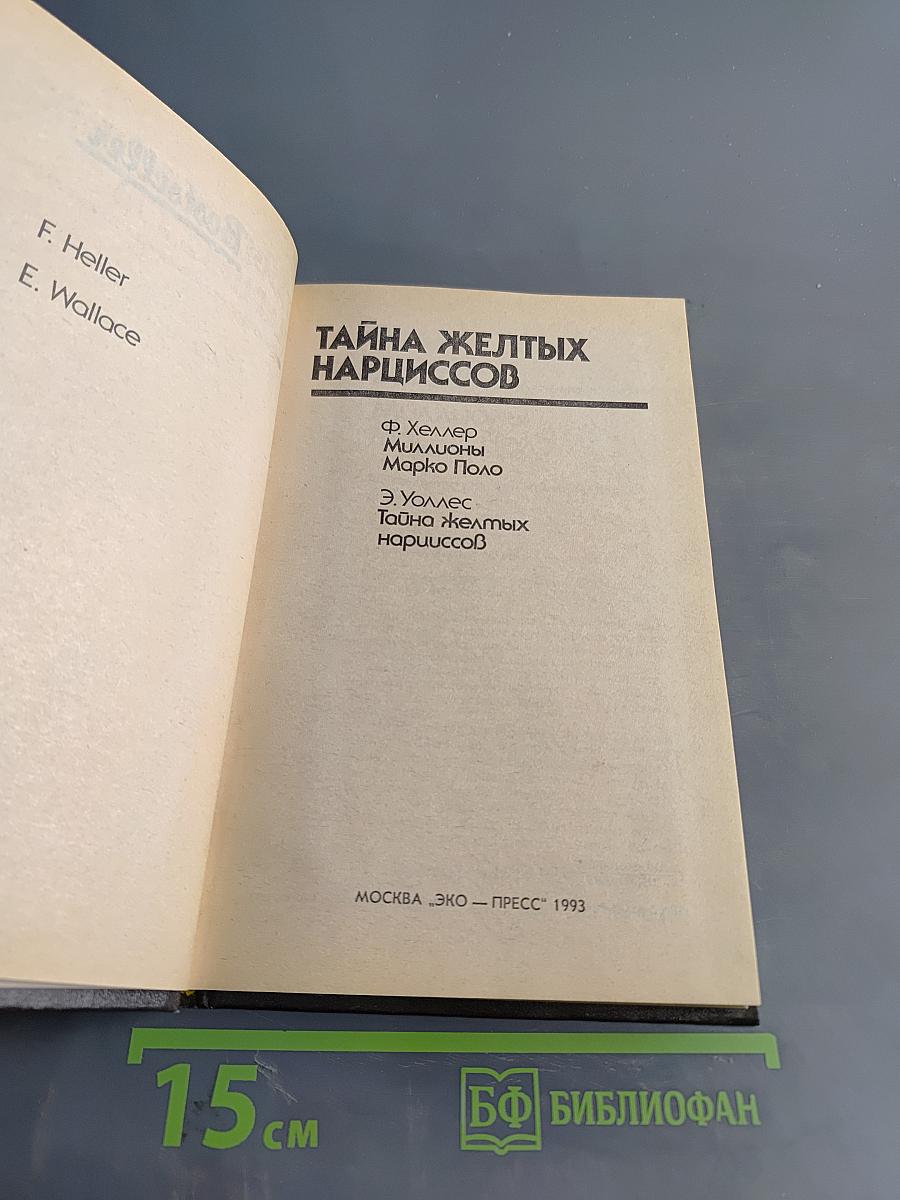 Bestseller
F. Heller
E. Wallace
ТАЙНА ЖЕЛТЫХ
НАРЦИССОВ
Ф. Хеллер
Миллионы
Марко Поло
Э. Уоллес
Тайна желтых
нарциссов
МОСКВА „ЭКО — ПРЕСС“ 1993
15 см
БФ БИБЛИОФАН